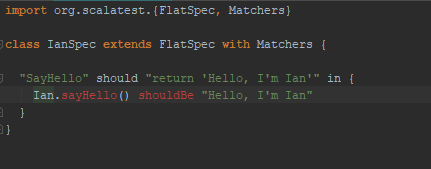 import org.scalatest.{FlatSpec, Matchers}
class IanSpec extends FlatSpec with Matchers {
"SayHello" should "return 'Hello, I'm Ian'" in {
Ian.sayHello() shouldBe "Hello, I'm Ian"
}
}